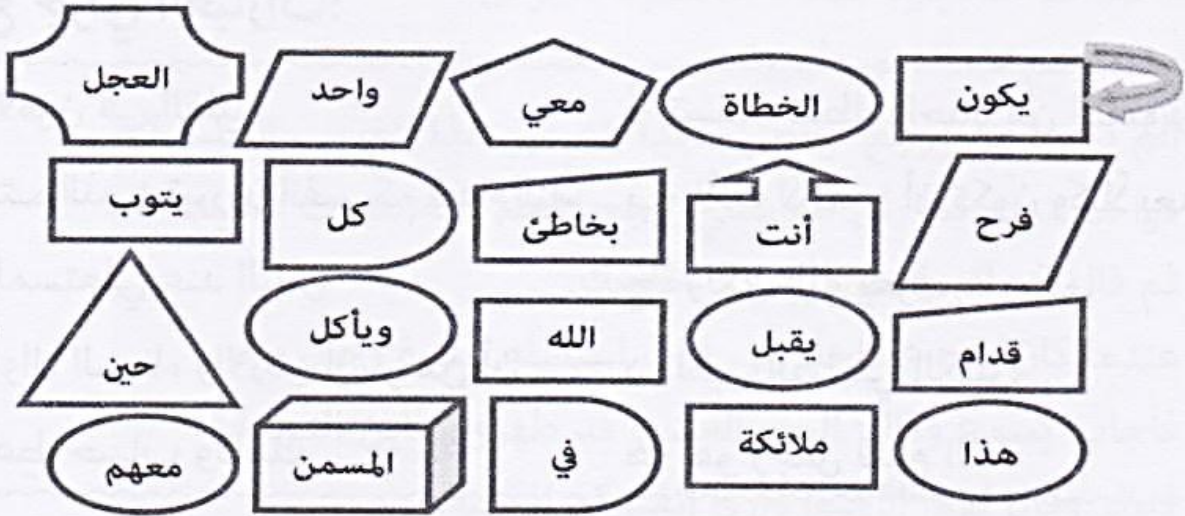 يكون الخطاة معي واحد العجل
فرح أنت بخاطئ كل يتوب
قدام يقبل الله ويأكل حين
هذا ملائكة في المسمن معهم